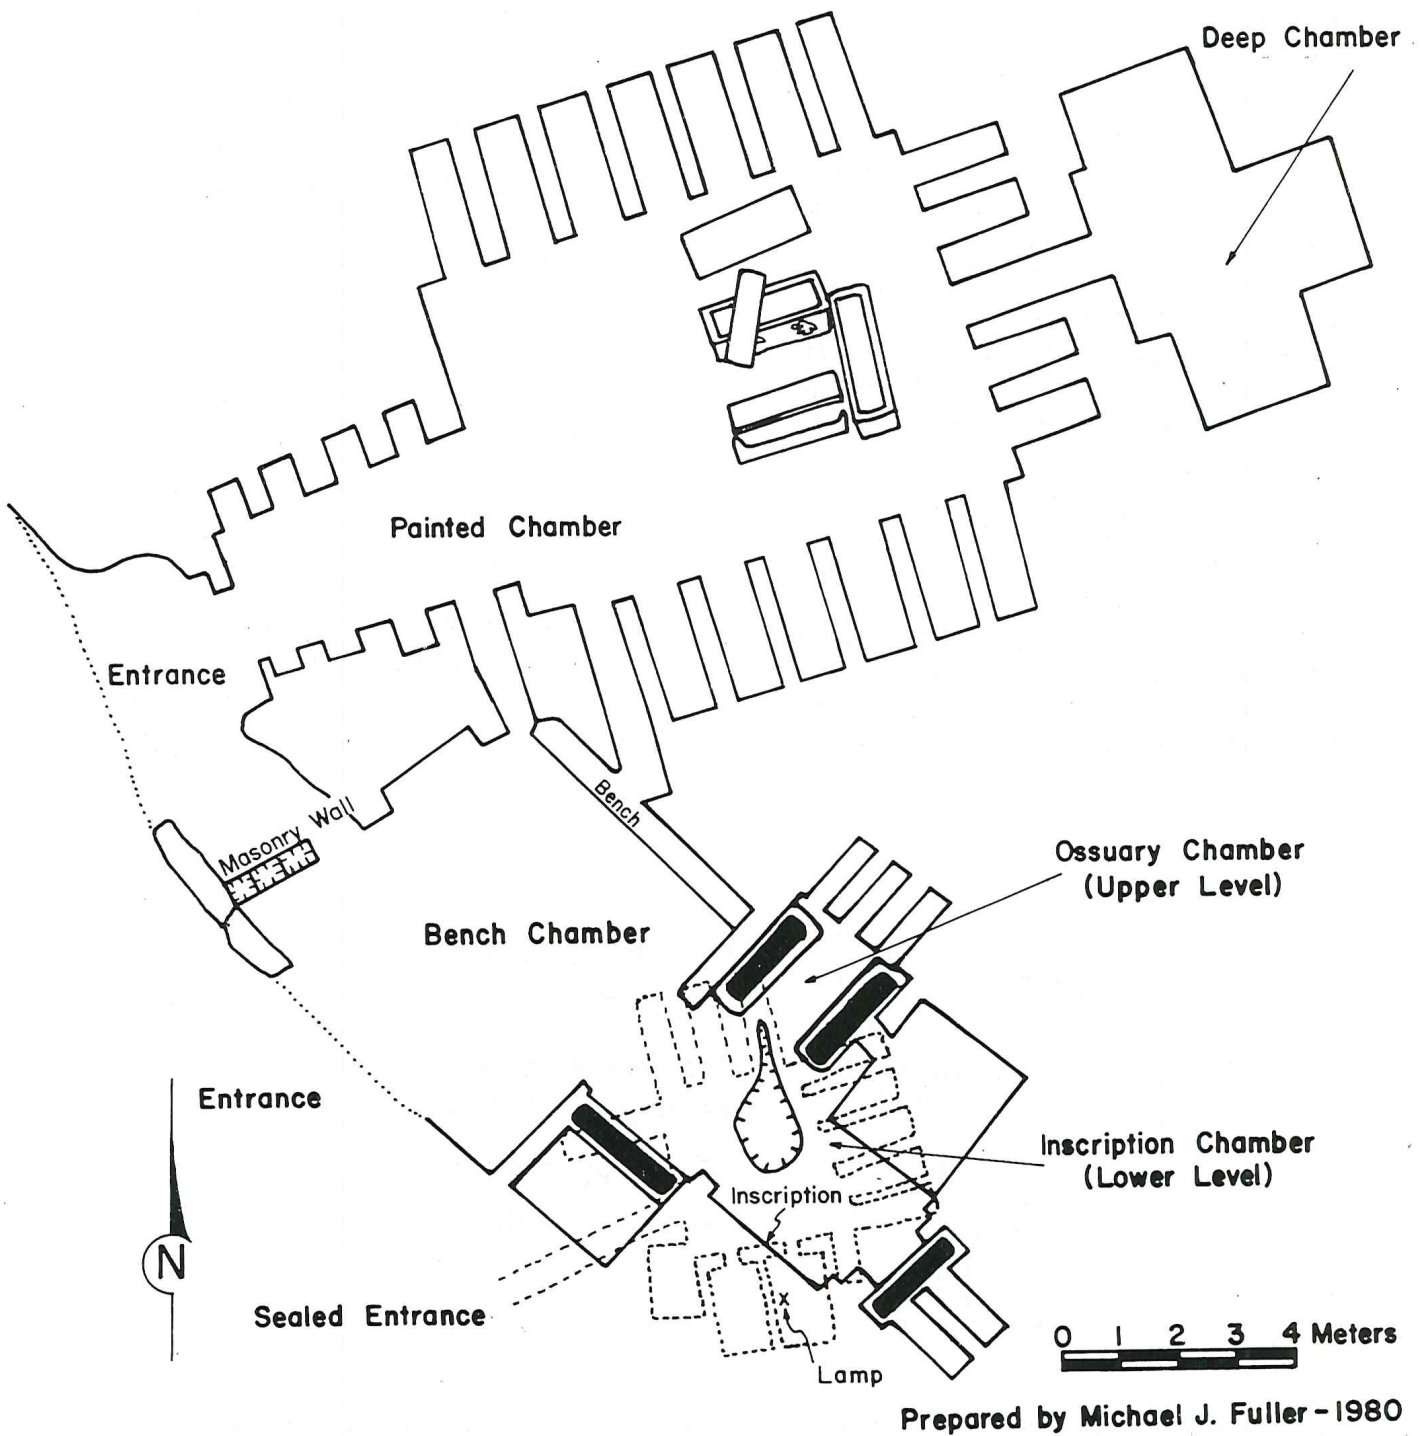 Deep Chamber
Painted Chamber
Entrance
Bench
Masonry Wall
Ossuary Chamber
(Upper Level)
Bench Chamber
Entrance
Inscription Chamber
(Lower Level)
Inscription
N
Sealed Entrance
x
Lamp
0 1 2 3 4 Meters
Prepared by Michael J. Fuller-1980